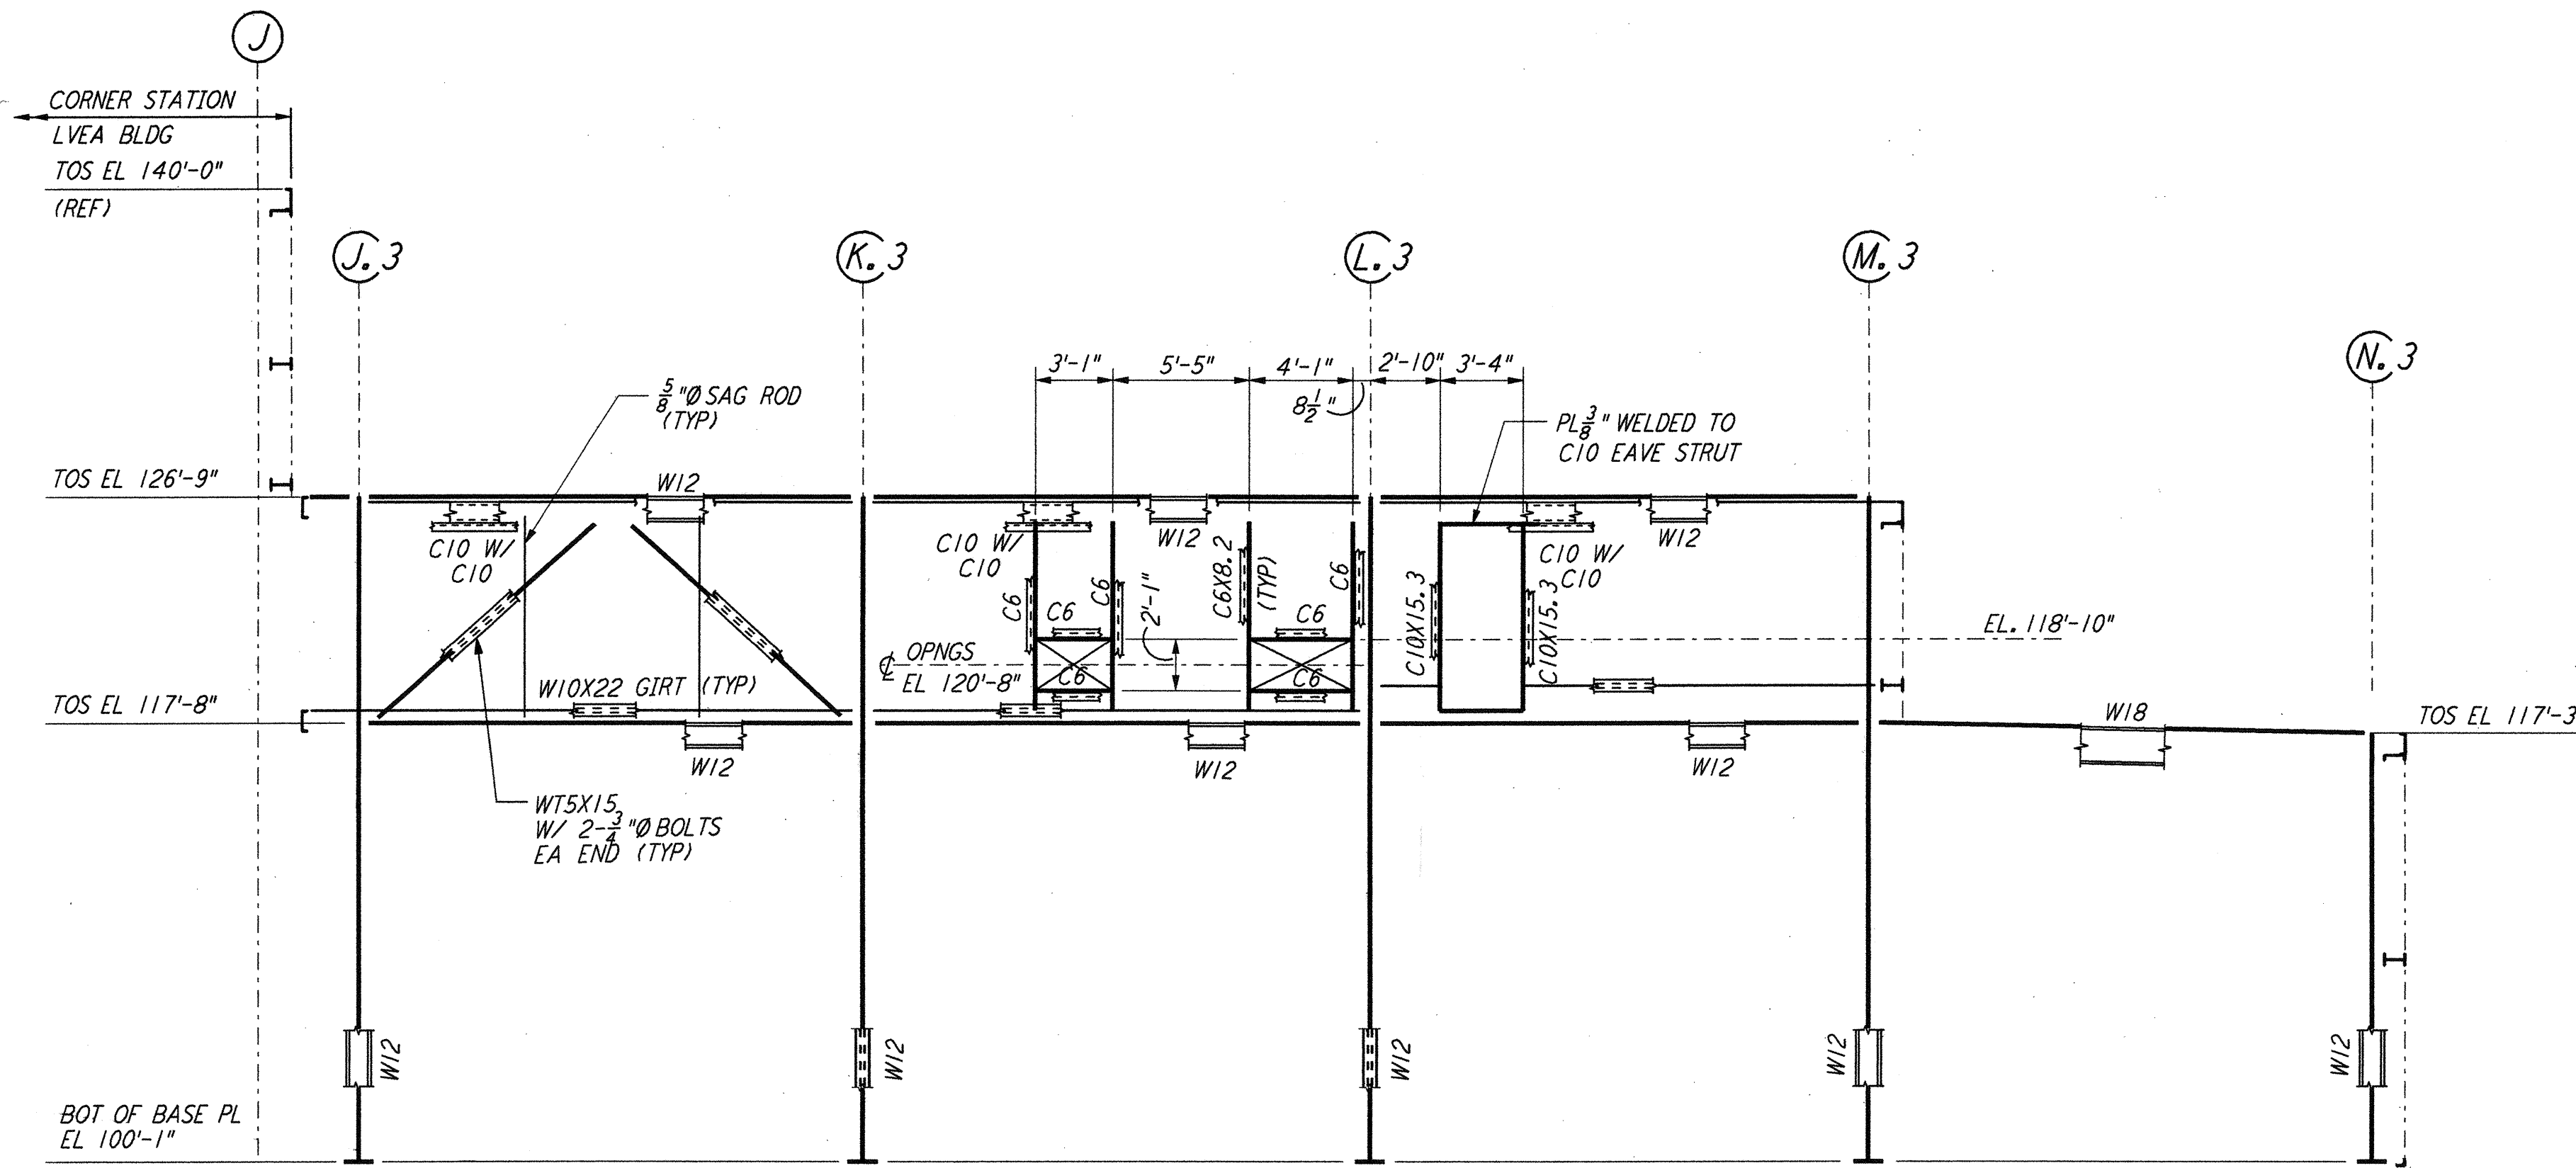 J
CORNER STATION
LVEA BLDG
TOS EL 140'-0"
(REF)
J.3
K.3
L.3
M.3
N.3
3'-1"
5'-5"
4'-1"
2'-10"
3'-4"
8 1/2"
5/8"Ø SAG ROD
(TYP)
PL 3/8" WELDED TO
C10 EAVE STRUT
TOS EL 126'-9"
W12
W12
W12
C10 W/
C10
C10 W/
C10
C10 W/
C10
C6
C6
C6
2'-1"
C6X8.2
(TYP)
C6
C6
C10X15.3
C10X15.3
EL. 118'-10"
℄ OPNGS
EL 120'-8"
C6
C6
W10X22 GIRT (TYP)
TOS EL 117'-8"
W18
TOS EL 117'-3
W12
W12
W12
WT5X15
W/ 2-3/4"Ø BOLTS
EA END (TYP)
W12
W12
W12
W12
W12
BOT OF BASE PL
EL 100'-1"